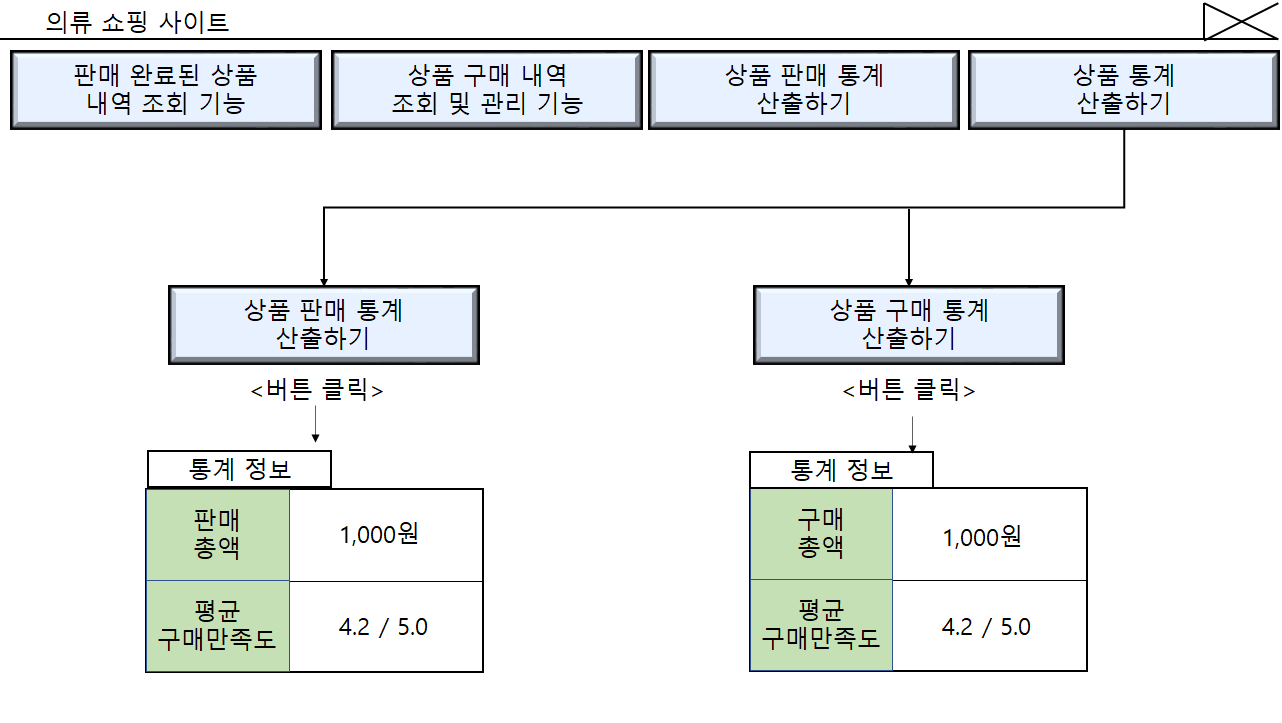 의류 쇼핑 사이트
판매 완료된 상품
내역 조회 기능
상품 구매 내역
조회 및 관리 기능
상품 판매 통계
산출하기
상품 통계
산출하기
상품 판매 통계
산출하기
<버튼 클릭>
통계 정보
판매
총액
1,000원
평균
구매만족도
4.2 / 5.0
상품 구매 통계
산출하기
<버튼 클릭>
통계 정보
구매
총액
1,000원
평균
구매만족도
4.2 / 5.0